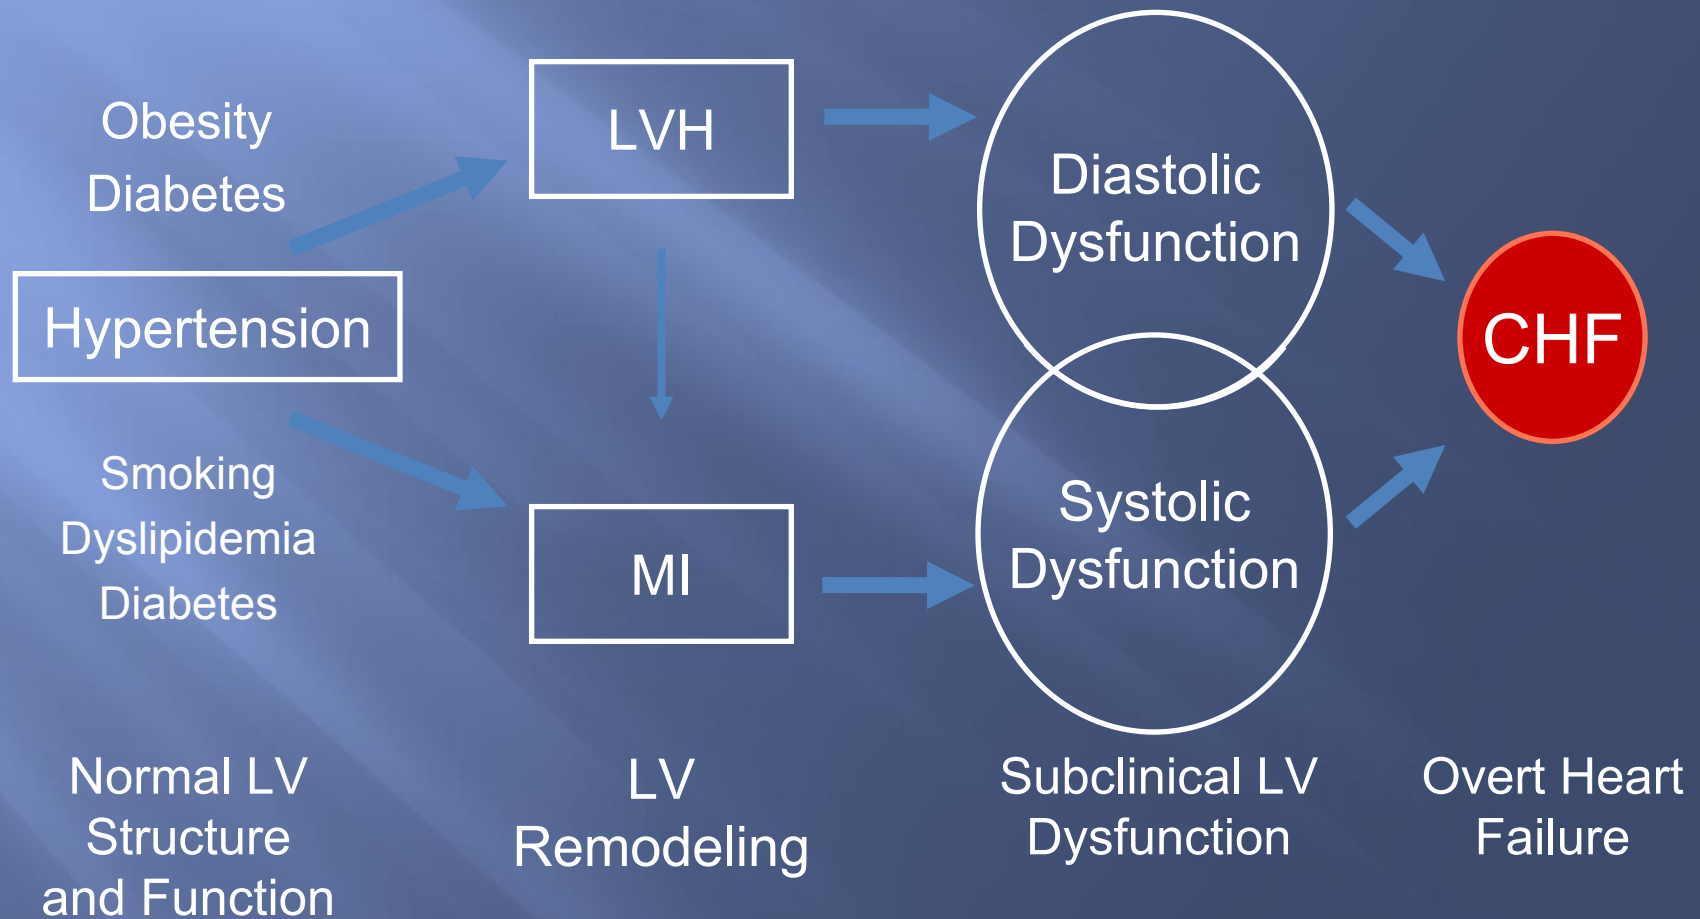 Obesity
Diabetes
Hypertension
Smoking
Dyslipidemia
Diabetes
LVH
MI
Diastolic
Dysfunction
Systolic
Dysfunction
CHF
Normal LV
Structure
and Function
LV
Remodeling
Subclinical LV
Dysfunction
Overt Heart
Failure